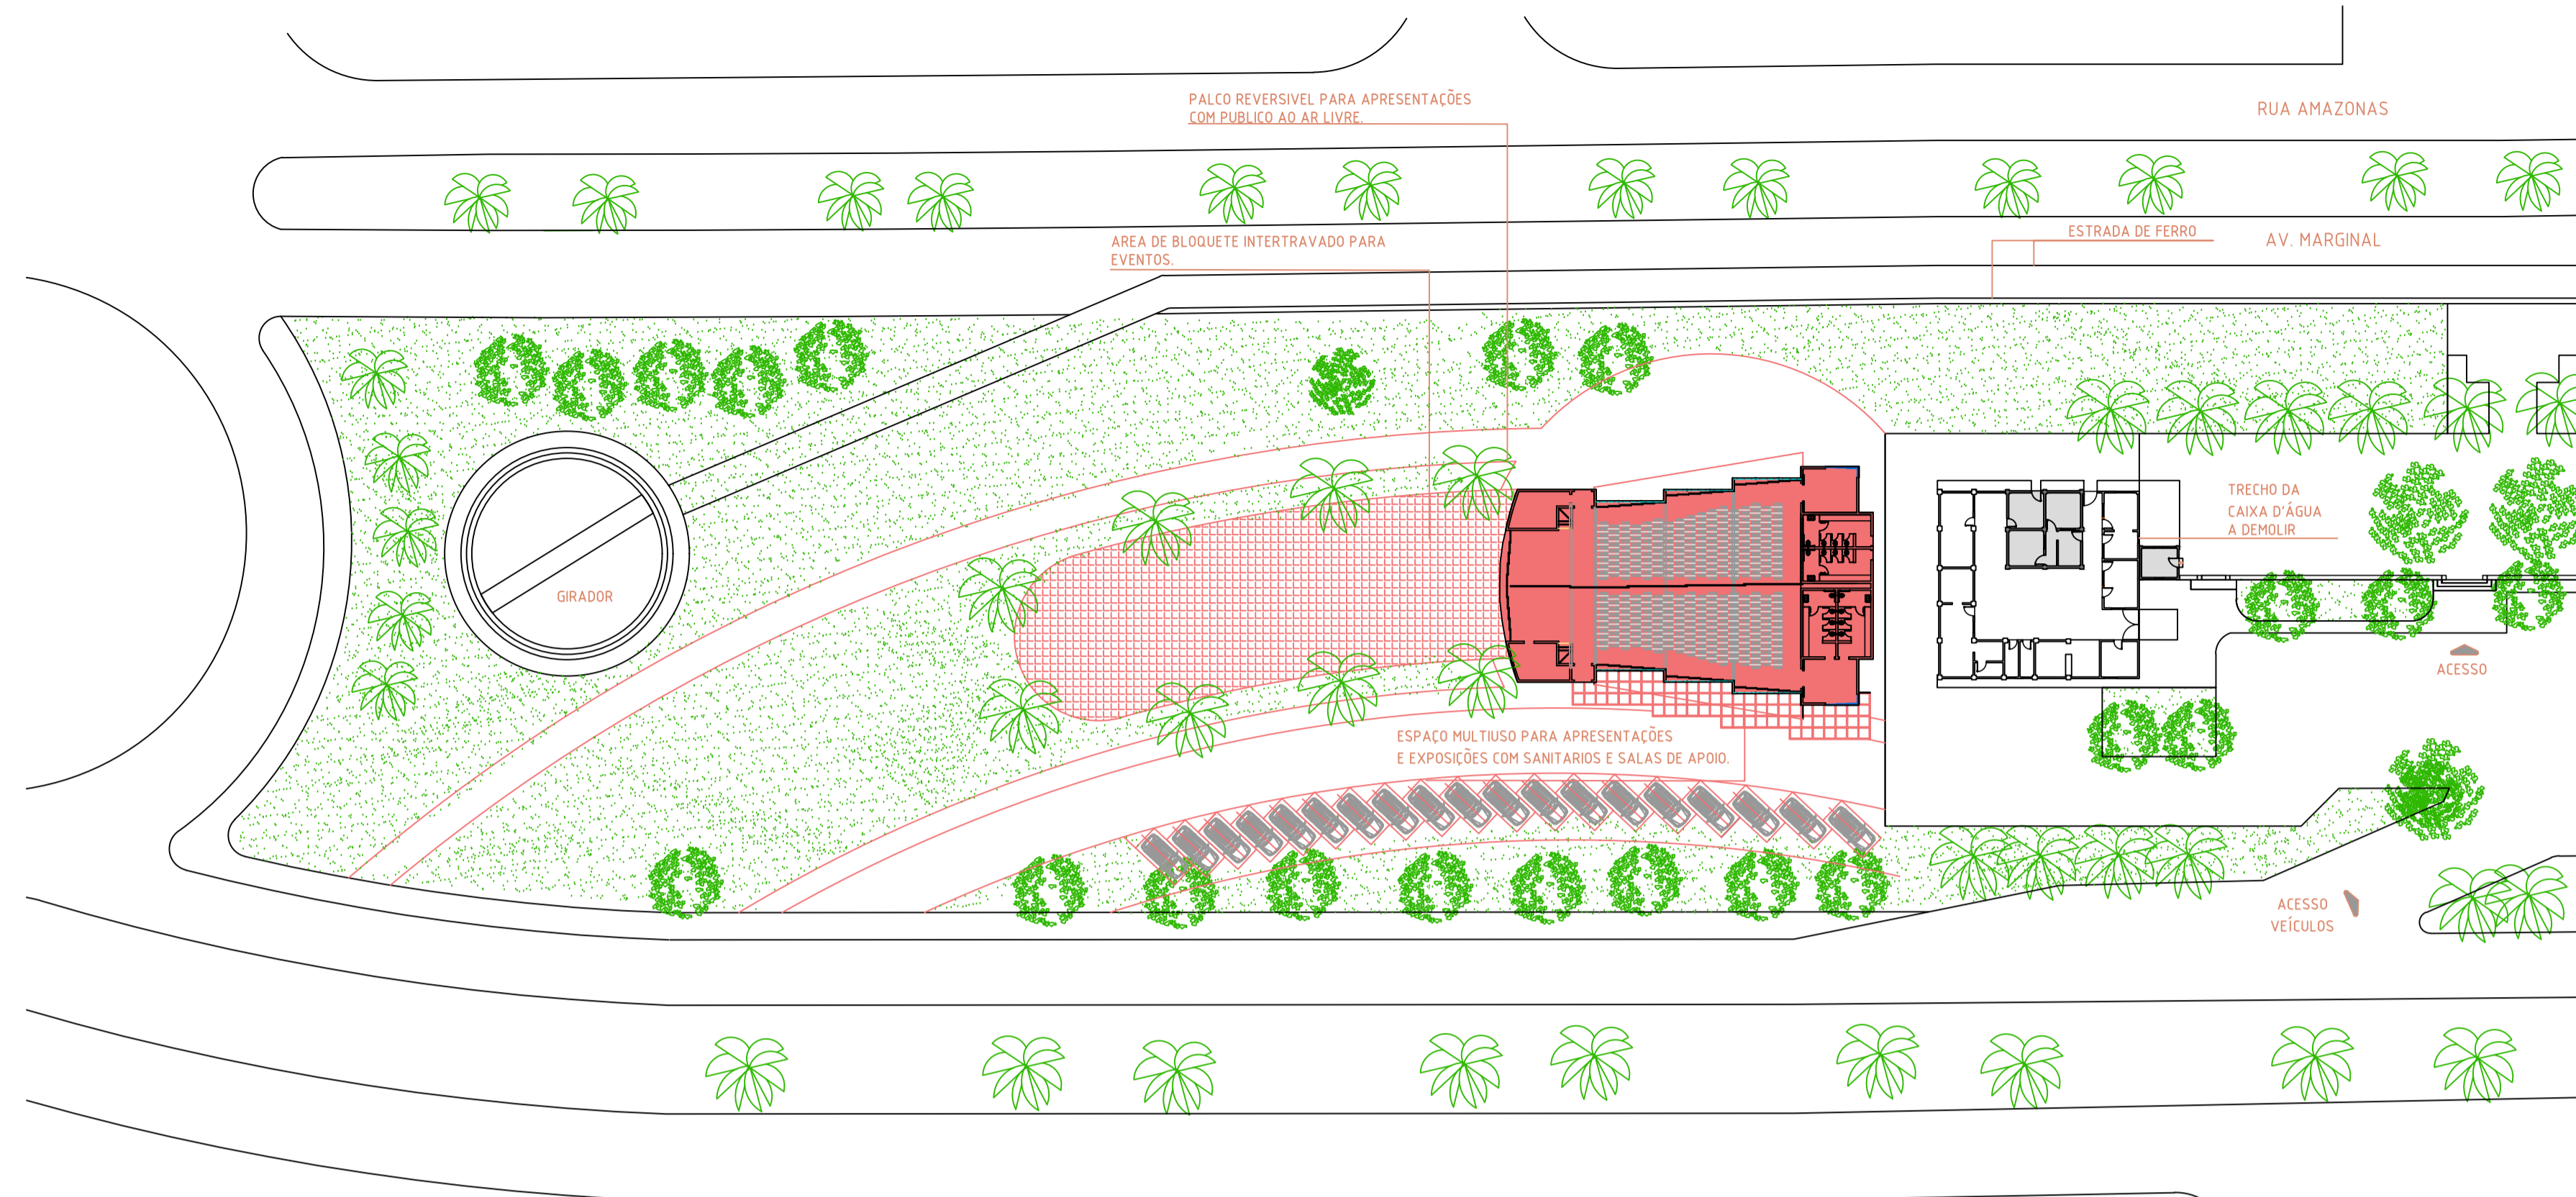 PALCO REVERSIVEL PARA APRESENTAÇÕES
COM PUBLICO AO AR LIVRE.
RUA AMAZONAS
AREA DE BLOQUETE INTERTRAVADO PARA
EVENTOS.
ESTRADA DE FERRO
AV. MARGINAL
TRECHO DA
CAIXA D'ÁGUA
A DEMOLIR
GIRADOR
ACESSO
ESPAÇO MULTIUSO PARA APRESENTAÇÕES
E EXPOSIÇÕES COM SANITARIOS E SALAS DE APOIO.
ACESSO
VEÍCULOS